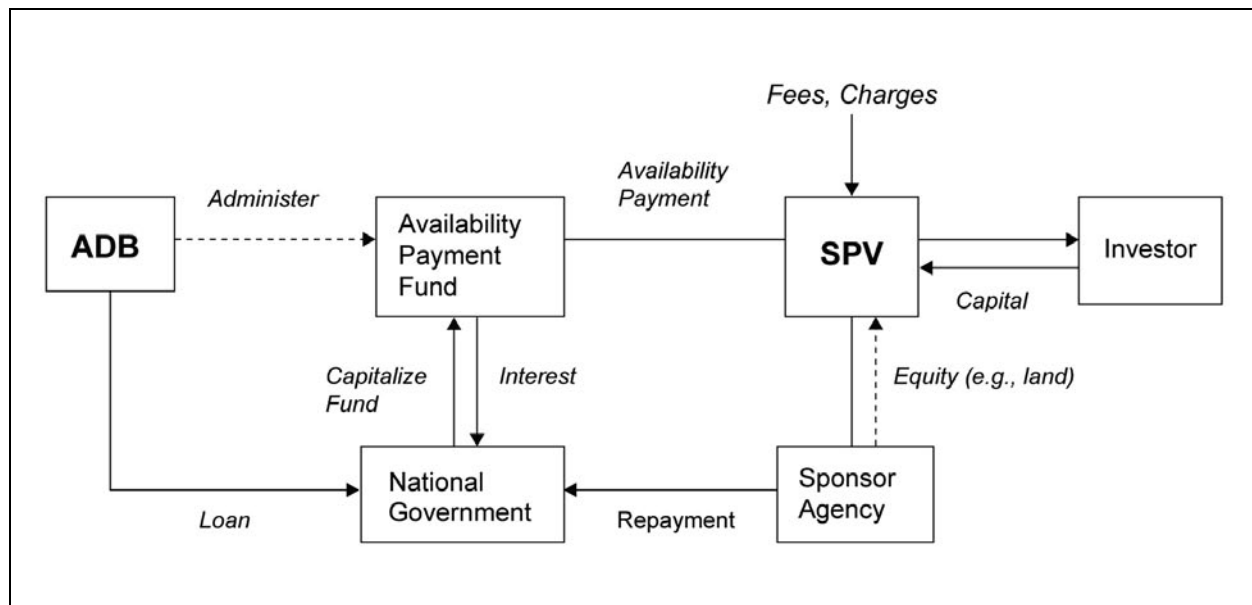 Fees, Charges
Availability
Payment
Administer
ADB
Availability
Payment
Fund
SPV
Investor
Capital
Capitalize
Fund
Interest
Equity (e.g., land)
National
Government
Sponsor
Agency
Loan
Repayment